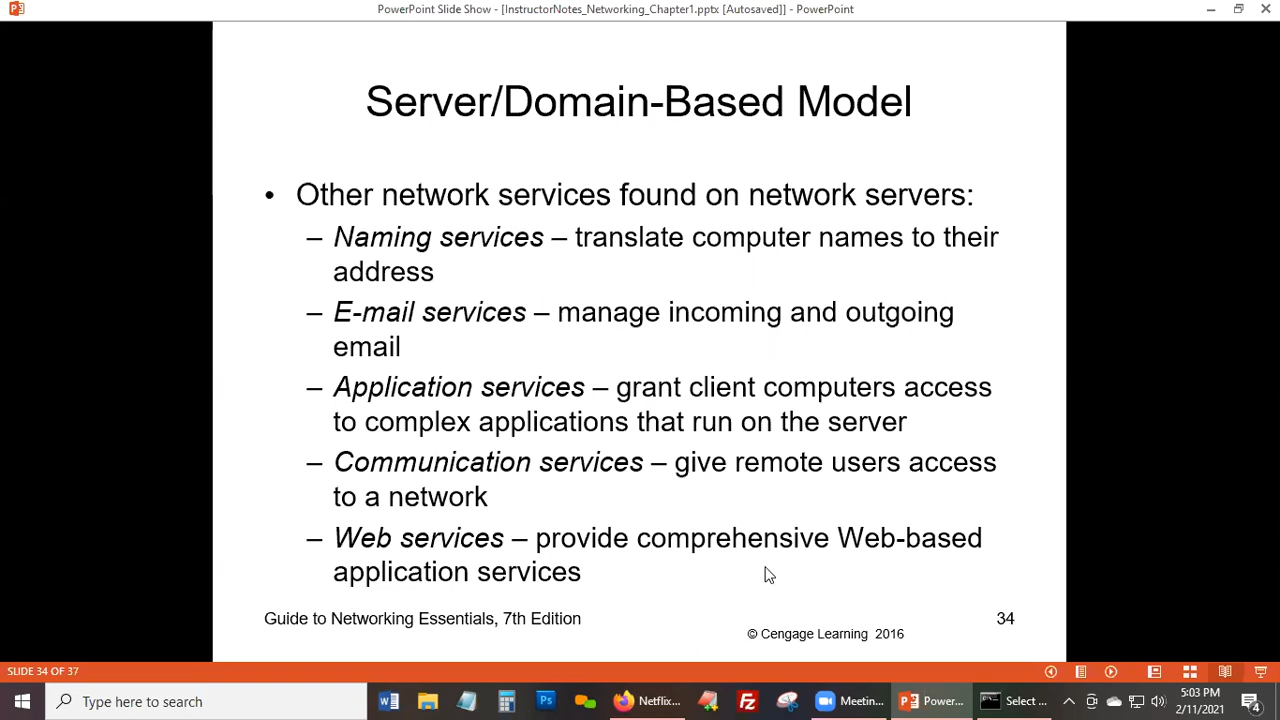 PowerPoint Slide Show - [InstructorNotes_Networking_Chapter1.pptx [Autosaved]] - PowerPoint
Server/Domain-Based Model
• Other network services found on network servers:
– Naming services – translate computer names to their
address
– E-mail services – manage incoming and outgoing
email
– Application services – grant client computers access
to complex applications that run on the server
– Communication services – give remote users access
to a network
– Web services – provide comprehensive Web-based
application services
Guide to Networking Essentials, 7th Edition
34
© Cengage Learning 2016
SLIDE 34 OF 37
Type here to search
Ps
Netflix...
Fz
Meetin...
Power...
Select ...
5:03 PM
2/11/2021
4